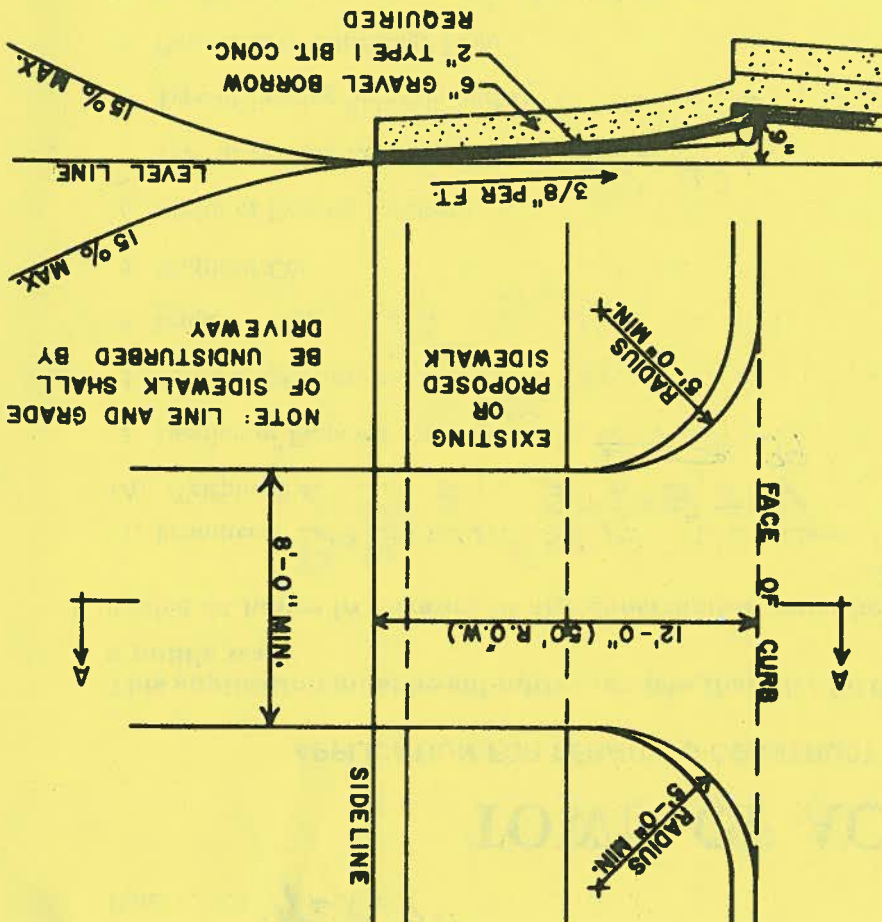 RADIUS
5'-0" MIN.
SIDELINE
FACE OF CURB
A
A
12'-0" (50' R.O.W.)
8'-0" MIN.
RADIUS
5'-0" MIN.
EXISTING
OR
PROPOSED
SIDEWALK
NOTE: LINE AND GRADE
OF SIDEWALK SHALL
BE UNDISTURBED BY
DRIVEWAY
15% MAX.
3/8" PER FT.
LEVEL LINE
6"
15% MAX.
6" GRAVEL BORROW
2" TYPE I BIT. CONC.
REQUIRED